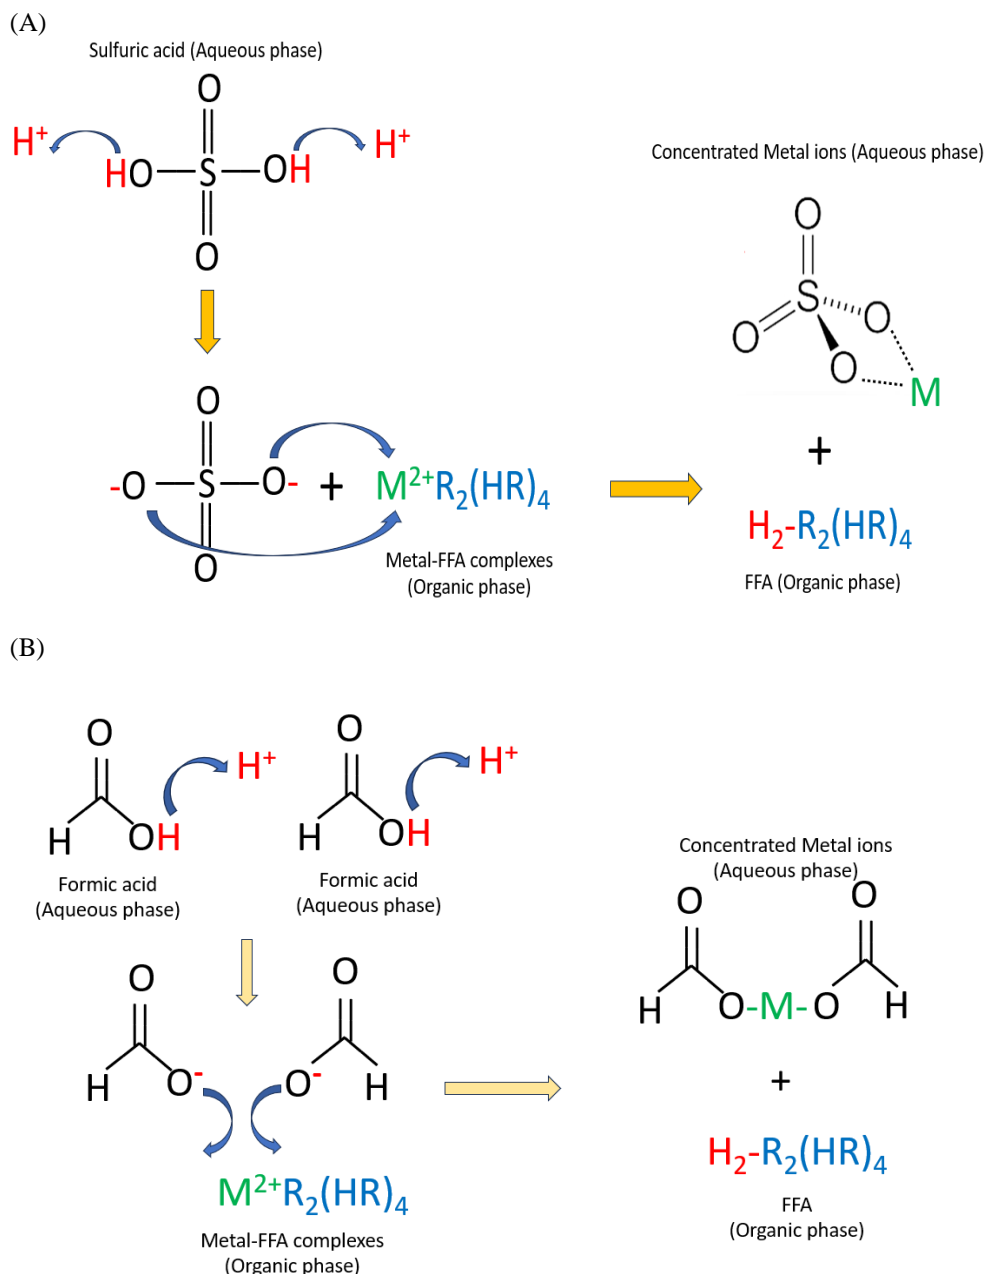 (A)
Sulfuric acid (Aqueous phase)
O
H⁺
HO S OH
H⁺
O
Concentrated Metal ions (Aqueous phase)
O
S
O
O
O
M
+
H₂-R₂(HR)₄
FFA (Organic phase)
O
-O S O-
+
M²⁺R₂(HR)₄
O
Metal-FFA complexes
(Organic phase)
(B)
O
H⁺
H
OH
Formic acid
(Aqueous phase)
O
H⁺
H
OH
Formic acid
(Aqueous phase)
O
H
O-
O
O-
H
M²⁺R₂(HR)₄
Metal-FFA complexes
(Organic phase)
Concentrated Metal ions
(Aqueous phase)
O
O
H
O-M-O
H
+
H₂-R₂(HR)₄
FFA
(Organic phase)